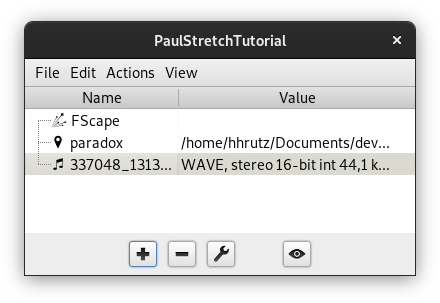 PaulStretchTutorial
File Edit Actions View
Name Value
FScape
paradox /home/hhrutz/Documents/dev...
337048_1313... WAVE, stereo 16-bit int 44,1 k...